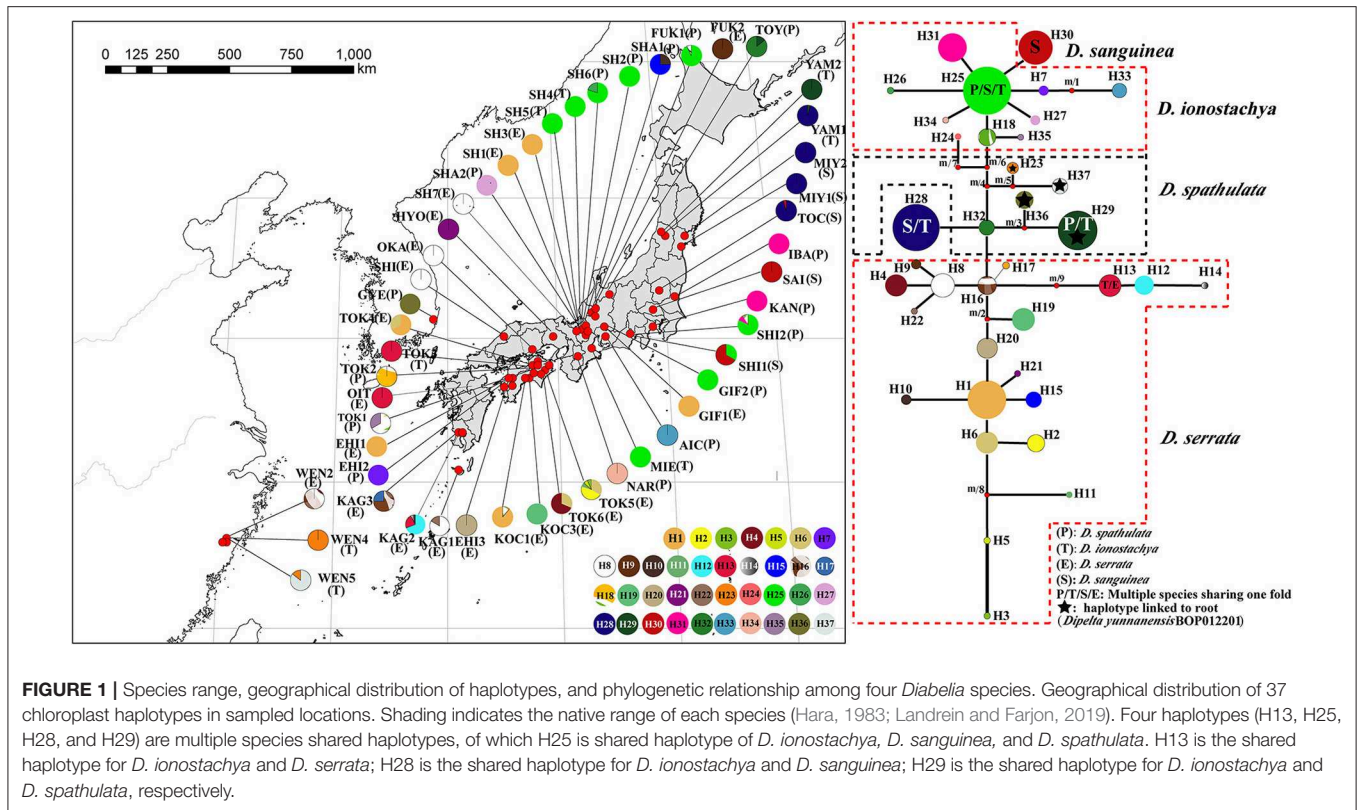 0 100 200 400 600 800 1,000
km
FUK1(P)
FUK2
(E)
TOY(P)
SHA1(P)
SH2(P)
SH6(P)
SH4(T)
SH5(T)
SH3(E)
SH1(E)
SHA2(P)
SH7(E)
HYO(E)
OKA(E)
SHI(E)
GYE(P)
TOK4(E)
TOK3
(T)
TOK2
(P)
OIT
(E)
TOK1
(P)
EHI1
(E)
EHI2
(P)
KAG3
(E)
WEN2
(E)
WEN4
(T)
WEN5
(T)
KAG2
(E)
KAG1
(E)
EHI3
(E)
KOC1(E)
KOC3(E)
TOK6(E)
TOK5(E)
NAR(P)
MIE(T)
AIC(P)
GIF1(E)
GIF2(P)
SHI1(S)
SHI2(P)
KAN(P)
SAI(S)
IBA(P)
TOC(S)
MIY1(S)
MIY2
(S)
YAM1
(T)
YAM2
(T)
H1 H2 H3 H4 H5 H6 H7
H8 H9 H10 H11 H12 H13 H14 H15 H16 H17
H18 H19 H20 H21 H22 H23 H24 H25 H26 H27
H28 H29 H30 H31 H32 H33 H34 H35 H36 H37
H31 H30
S
D. sanguinea
H26 H25 H7 m/1 H33
P/S/T
D. ionostachya
H34 H27
H24 H18 H35
m/7 m/6 H23
m/4 m/5 H37
D. spathulata
H28 H32 m/3 H36 H29
S/T P/T
H4 H9 H8 H17 m/9 H13 H12 H14
T/E
H22 H16
m/2 H19
H20
H21
H10 H1 H15
H6 H2
D. serrata
m/8 H11
H5
H3
(P): D. spathulata
(T): D. ionostachya
(E): D. serrata
(S): D. sanguinea
P/T/S/E: Multiple species sharing one fold
★: haplotype linked to root
(Dipelta yunnanensisBOP012201)
FIGURE 1 | Species range, geographical distribution of haplotypes, and phylogenetic relationship among four Diabelia species. Geographical distribution of 37
chloroplast haplotypes in sampled locations. Shading indicates the native range of each species (Hara, 1983; Landrein and Farjon, 2019). Four haplotypes (H13, H25,
H28, and H29) are multiple species shared haplotypes, of which H25 is shared haplotype of D. ionostachya, D. sanguinea, and D. spathulata. H13 is the shared
haplotype for D. ionostachya and D. serrata; H28 is the shared haplotype for D. ionostachya and D. sanguinea; H29 is the shared haplotype for D. ionostachya and
D. spathulata, respectively.